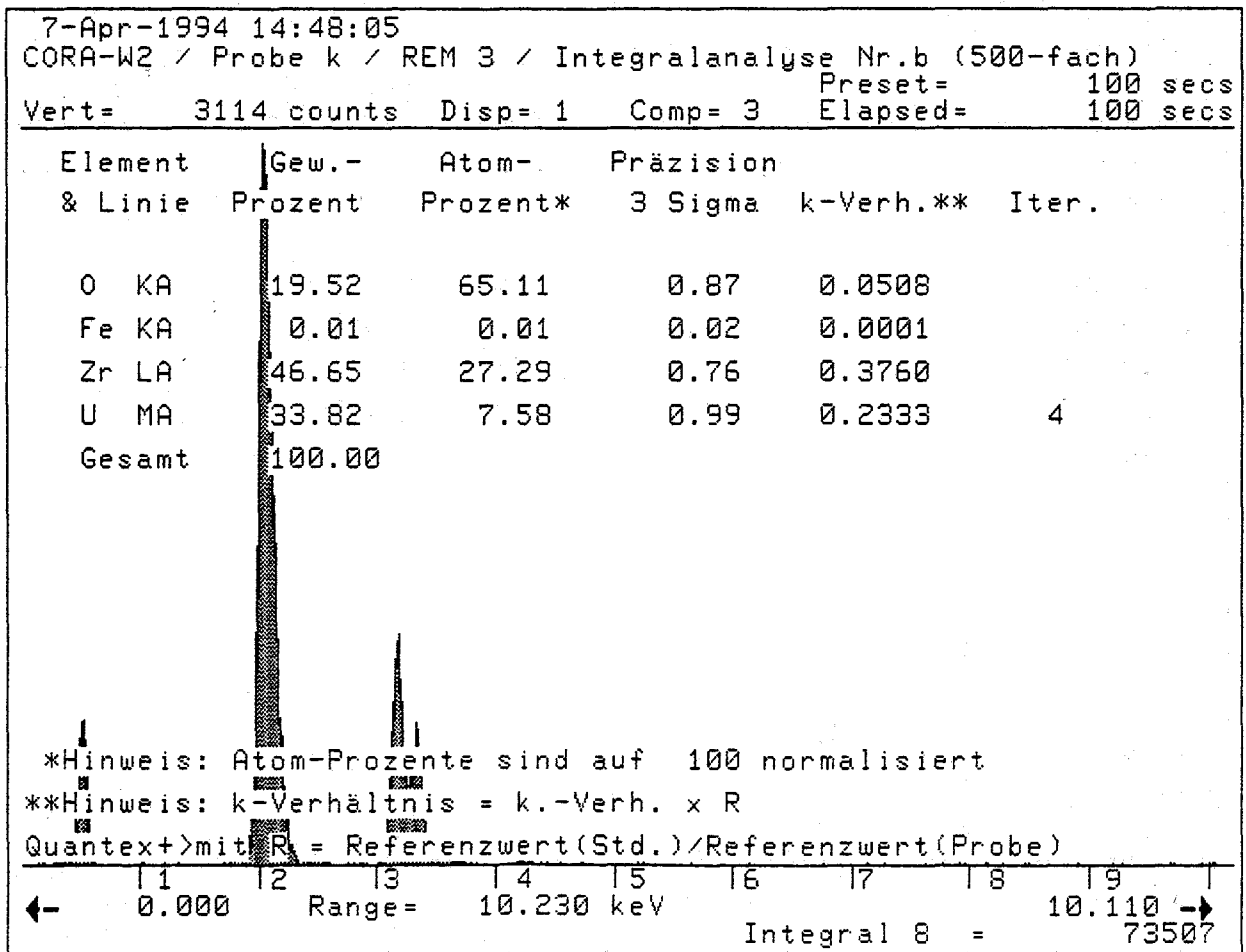 7-Apr-1994 14:48:05
CORA-W2 / Probe k / REM 3 / Integralanalyse Nr.b (500-fach)
Preset= 100 secs
Vert= 3114 counts Disp= 1 Comp= 3 Elapsed= 100 secs
Element Gew.- Atom- Präzision
& Linie Prozent Prozent* 3 Sigma k-Verh.** Iter.
O KA 19.52 65.11 0.87 0.0508
Fe KA 0.01 0.01 0.02 0.0001
Zr LA 46.65 27.29 0.76 0.3760
U MA 33.82 7.58 0.99 0.2333 4
Gesamt 100.00
*Hinweis: Atom-Prozente sind auf 100 normalisiert
**Hinweis: k-Verhältnis = k.-Verh. x R
Quantex+>mit R = Referenzwert(Std.)/Referenzwert(Probe)
1 2 3 4 5 6 7 8 9
0.000 Range= 10.230 keV 10.110
Integral 8 = 73507